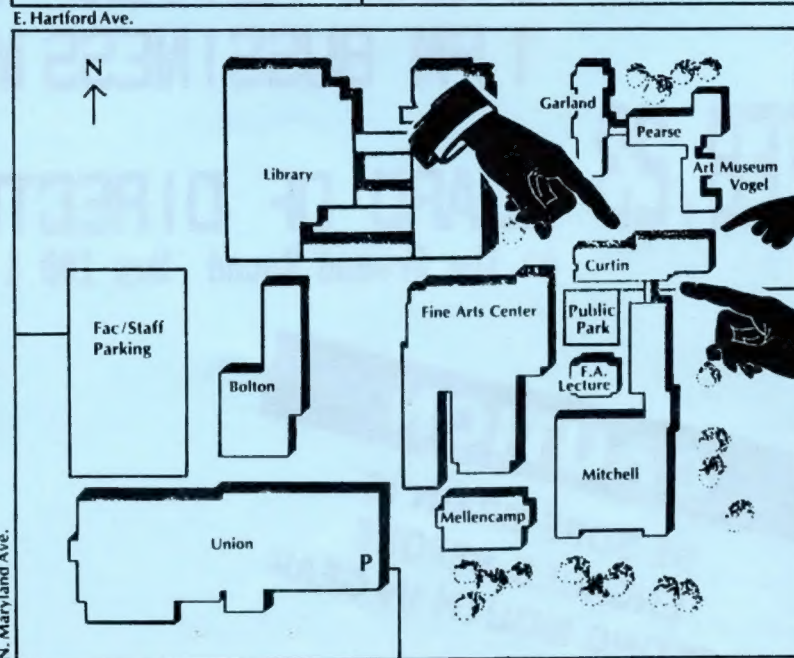 E. Hartford Ave.
N
Garland
Pearse
Library
Art Museum
Vogel
Curtin
Fac/Staff
Parking
Fine Arts Center
Public
Park
Bolton
F.A.
Lecture
Mitchell
Mellencamp
Union
P
N. Maryland Ave.